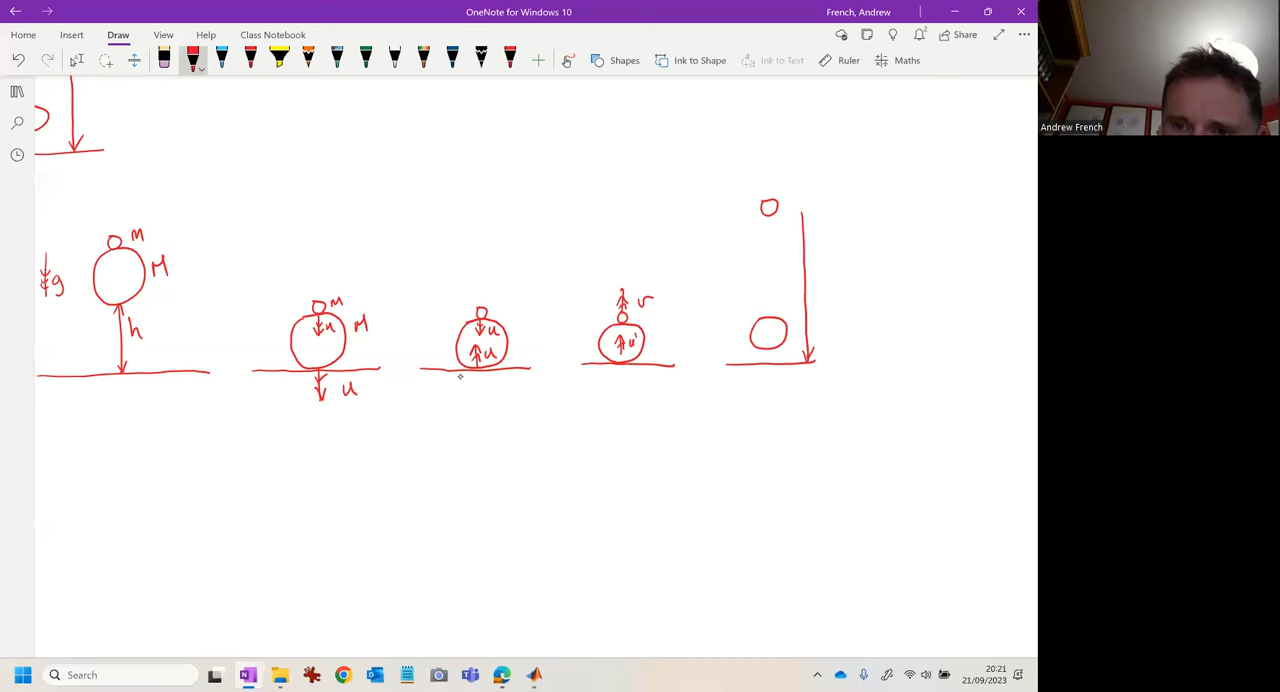 OneNote for Windows 10
French, Andrew
Home Insert Draw View Help Class Notebook
Share
Shapes Ink to Shape Ink to Text Ruler Maths
Andrew French
m
M
g
h
m
M
u
u
u
u
v
u'
Search
20:21
21/09/2023